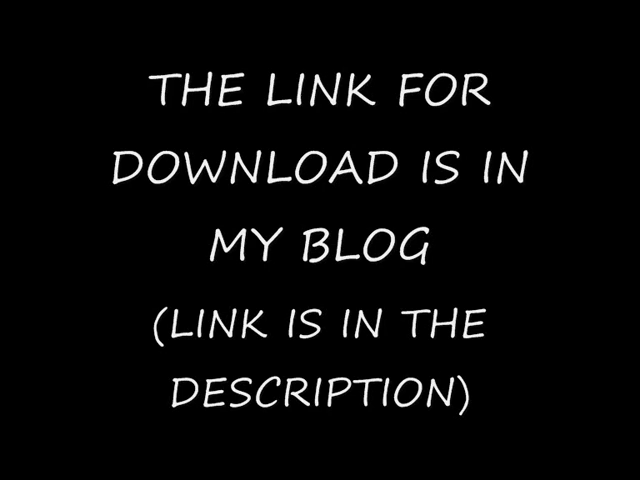 THE LINK FOR
DOWNLOAD IS IN
MY BLOG
(LINK IS IN THE
DESCRIPTION)